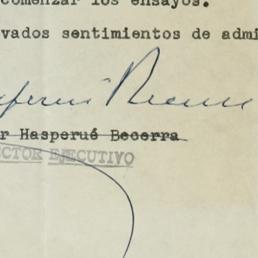 comenzar los ensayos.
vados sentimientos de admi
r Hasperué Becerra
CTOR EJECUTIVO